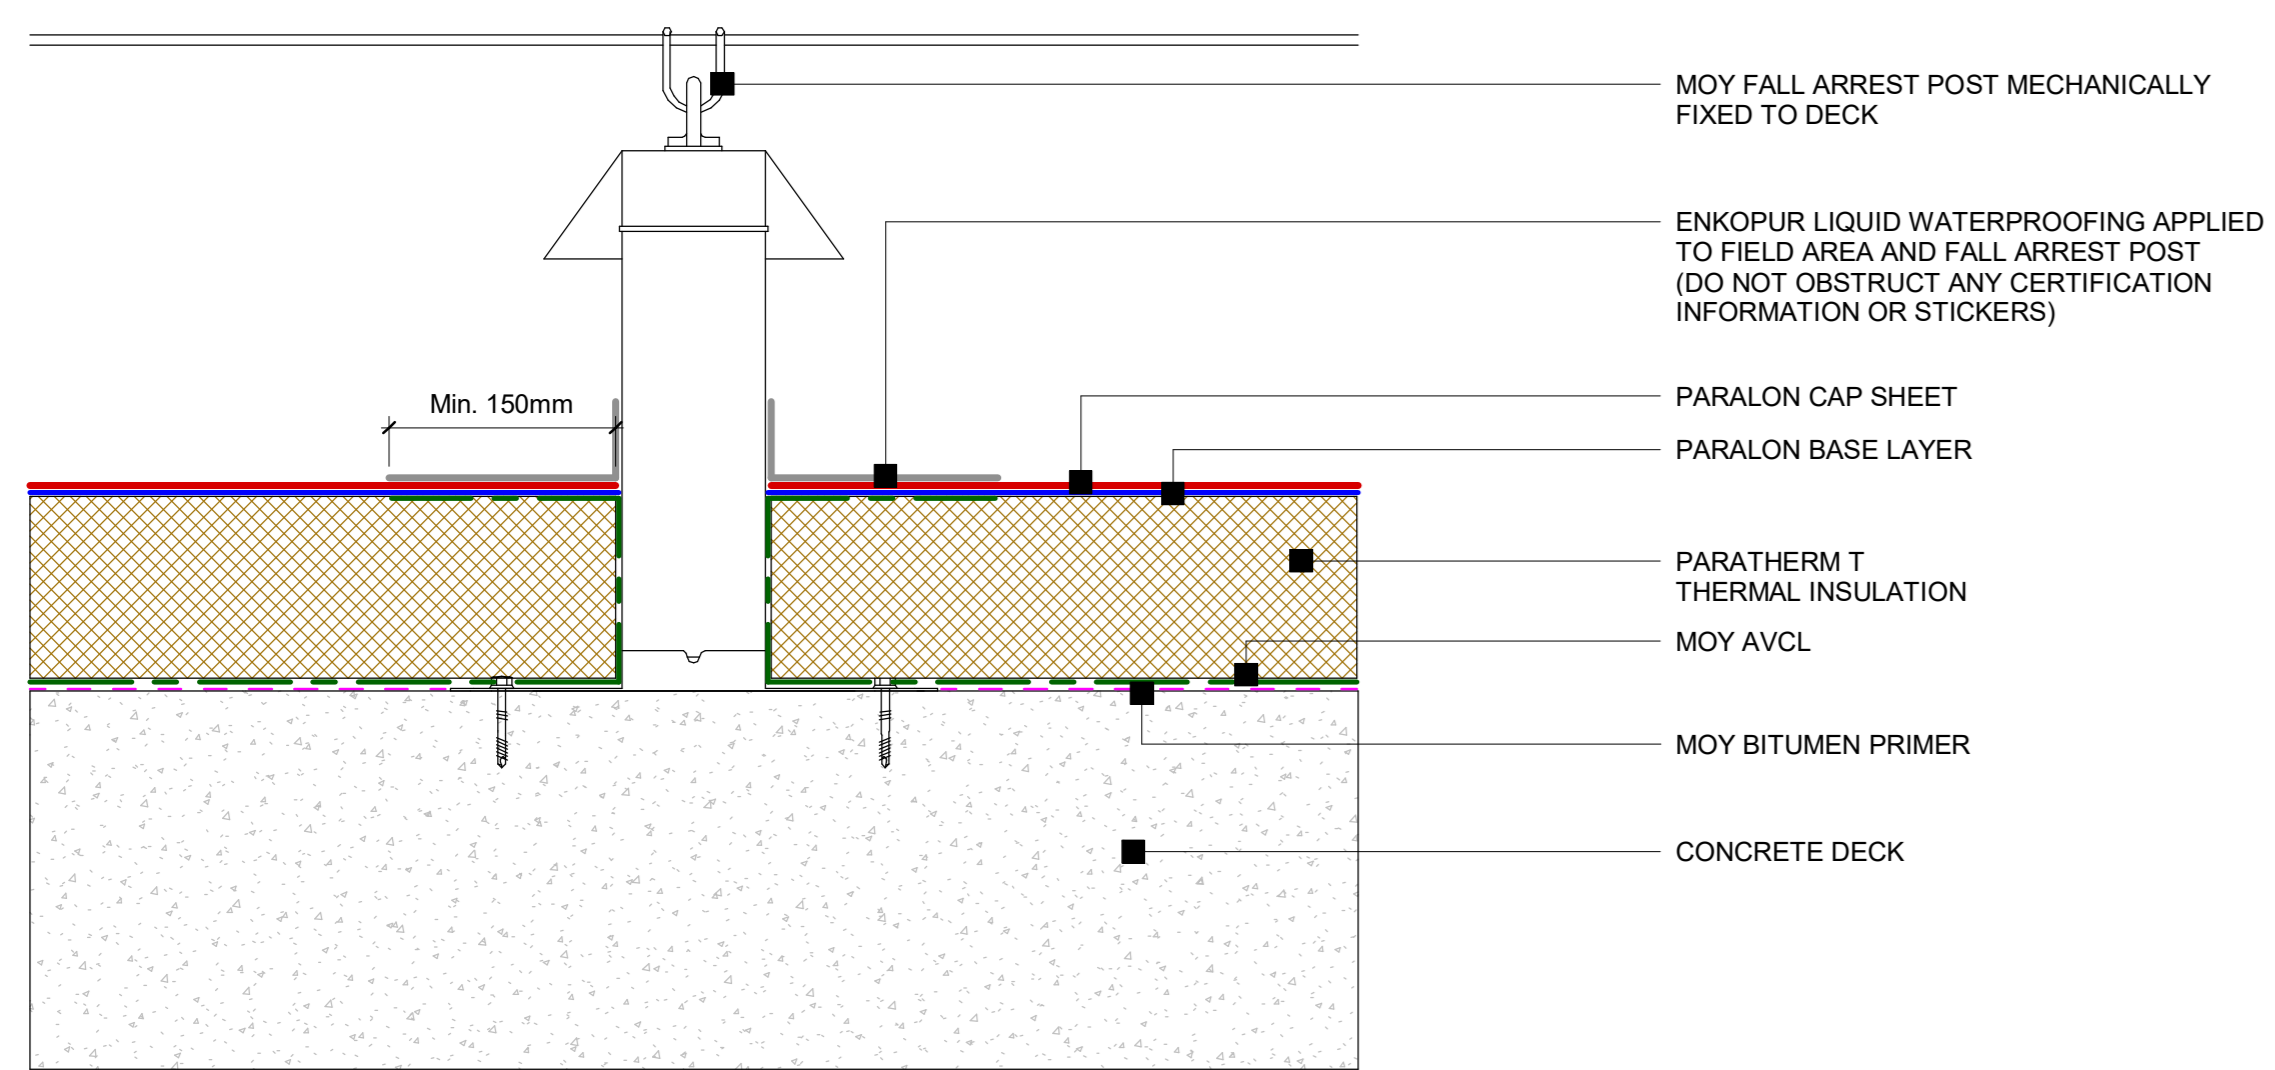 MOY FALL ARREST POST MECHANICALLY
FIXED TO DECK
ENKOPUR LIQUID WATERPROOFING APPLIED
TO FIELD AREA AND FALL ARREST POST
(DO NOT OBSTRUCT ANY CERTIFICATION
INFORMATION OR STICKERS)
Min. 150mm
PARALON CAP SHEET
PARALON BASE LAYER
PARATHERM T
THERMAL INSULATION
MOY AVCL
MOY BITUMEN PRIMER
CONCRETE DECK